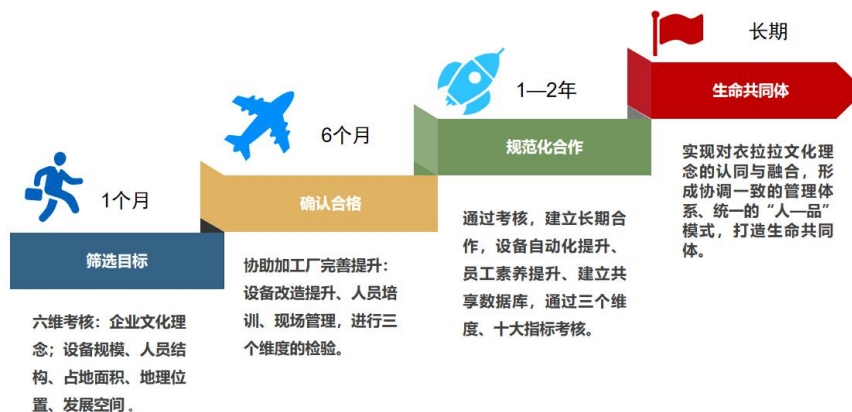 1个月
筛选目标
六维考核：企业文化理
念；设备规模、人员结
构、占地面积、地理位
置、发展空间。
6个月
确认合格
协助加工厂完善提升：
设备改造提升、人员培
训、现场管理，进行三
个维度的检验。
1—2年
规范化合作
通过考核，建立长期合
作，设备自动化提升、
员工素养提升、建立共
享数据库，通过三个维
度、十大指标考核。
长期
生命共同体
实现对衣拉拉文化理
念的认同与融合，形
成协调一致的管理体
系、统一的“人—品”
模式，打造生命共同
体。